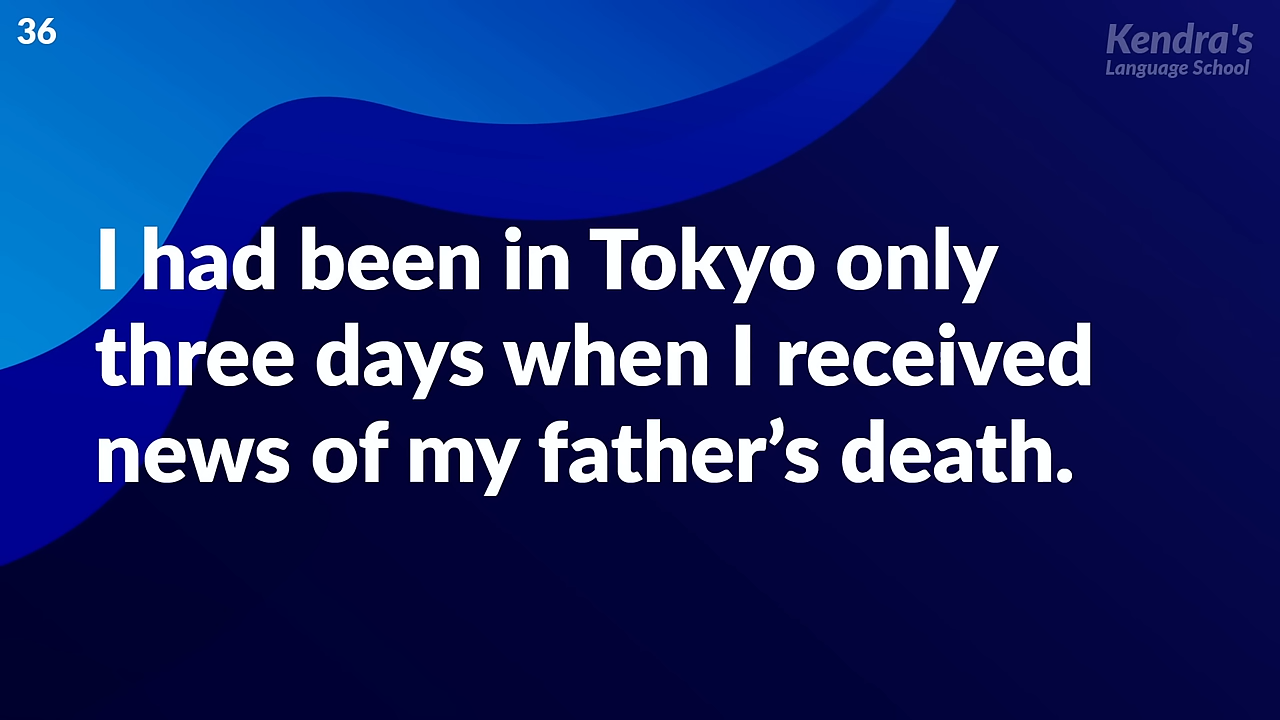 36
Kendra's
Language School
I had been in Tokyo only
three days when I received
news of my father’s death.